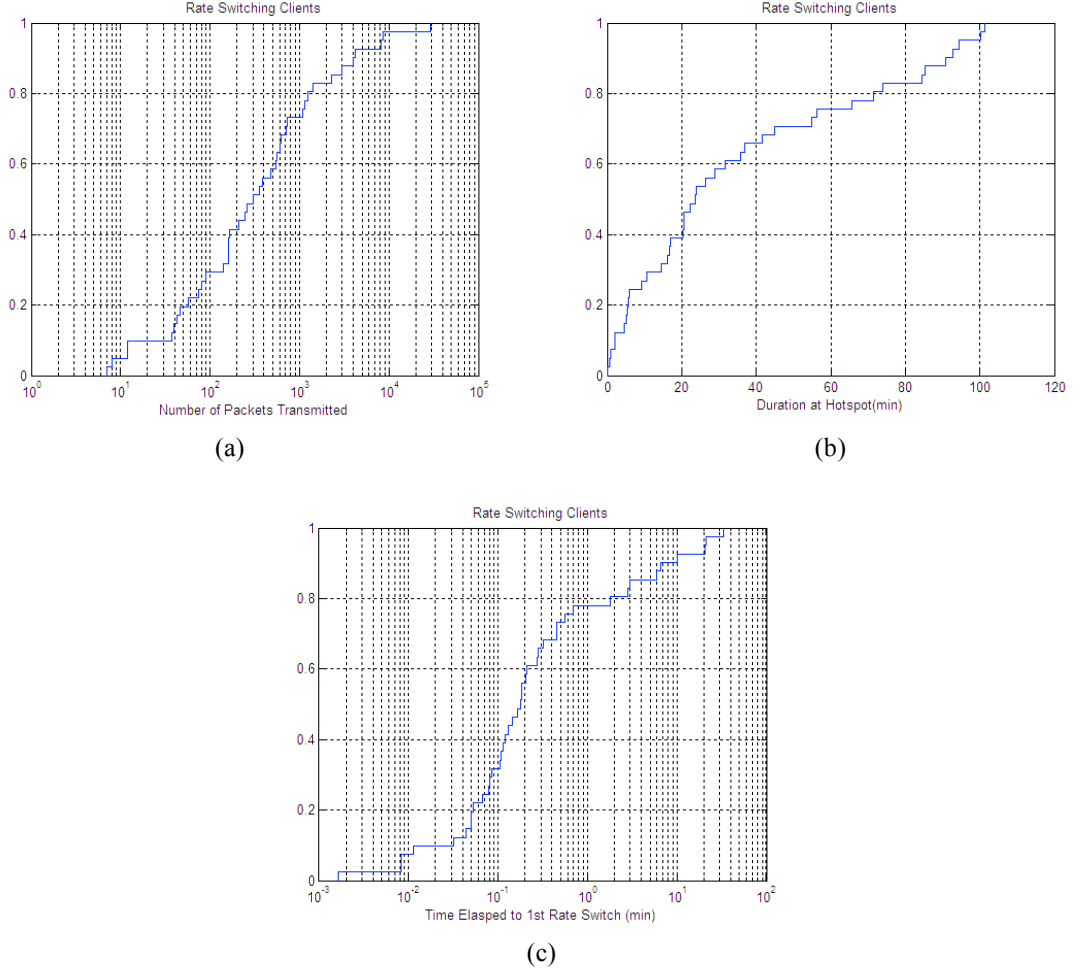 Rate Switching Clients
1
0.8
0.6
0.4
0.2
0
10^0 10^1 10^2 10^3 10^4 10^5
Number of Packets Transmitted
(a)
Rate Switching Clients
1
0.8
0.6
0.4
0.2
0
0 20 40 60 80 100 120
Duration at Hotspot(min)
(b)
Rate Switching Clients
1
0.8
0.6
0.4
0.2
0
10^-3 10^-2 10^-1 10^0 10^1 10^2
Time Elasped to 1st Rate Switch (min)
(c)